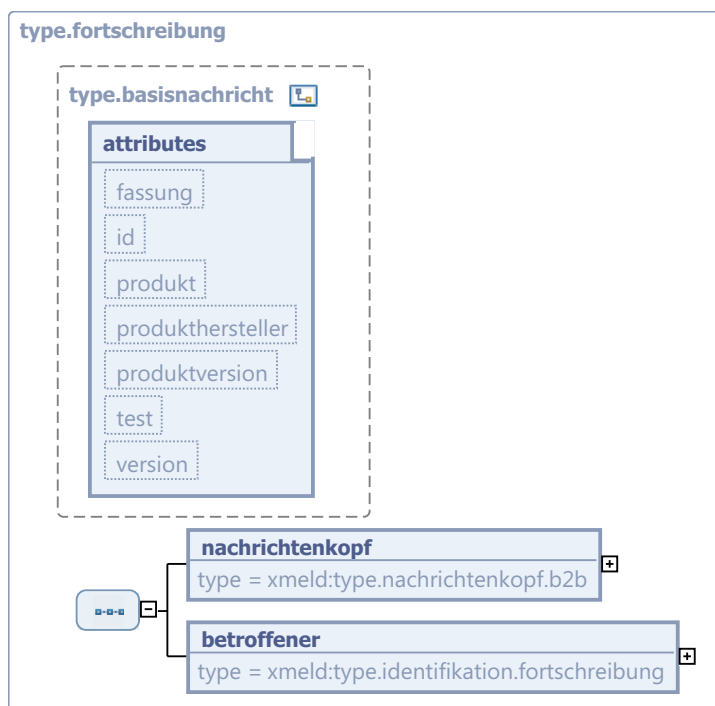 type.fortschreibung
type.basisnachricht
attributes
fassung
id
produkt
produkthersteller
produktversion
test
version
nachrichtenkopf
type = xmeld:type.nachrichtenkopf.b2b
betroffener
type = xmeld:type.identifikation.fortschreibung